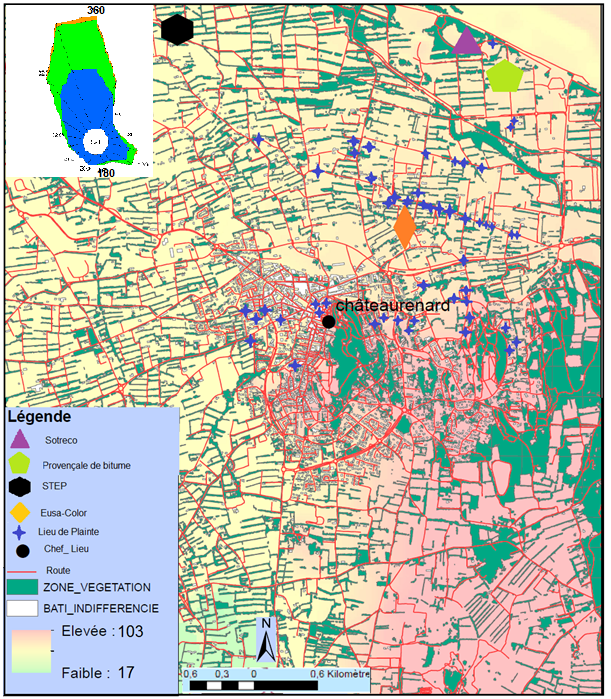 360
180
châteaurenard
Légende
Sotreco
Provençale de bitume
STEP
Eusa-Color
Lieu de Plainte
Chef_ Lieu
Route
ZONE_VEGETATION
BATI_INDIFFERENCIE
Elevée : 103
Faible : 17
N
0,6 0,3 0 0,6 Kilomètre